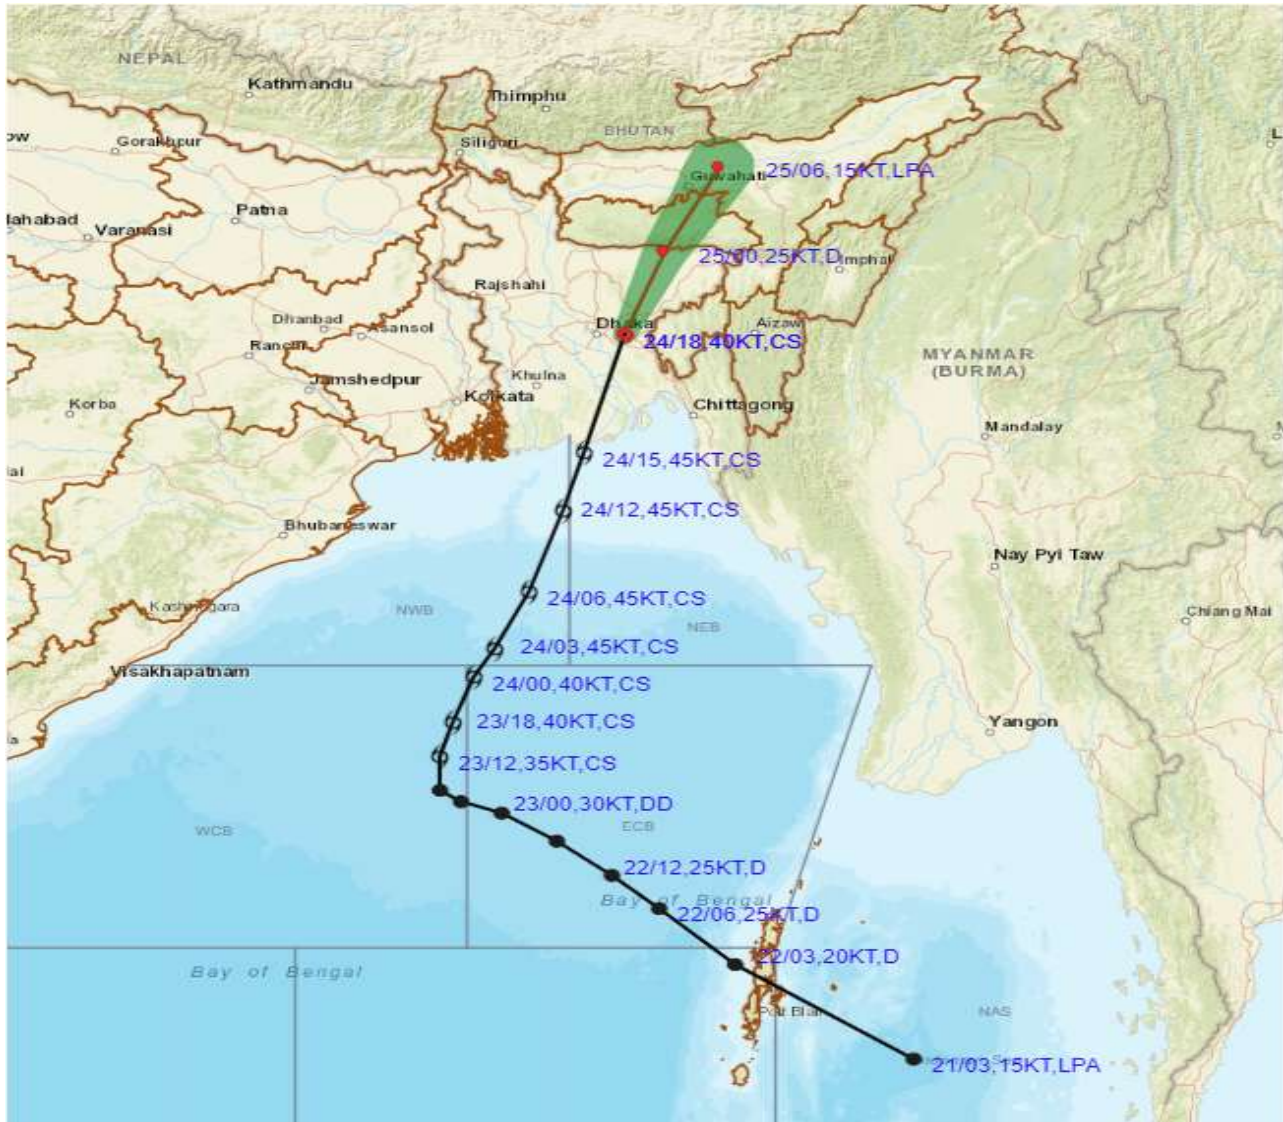 NEPAL
Kathmandu
Thimphu
BHUTAN
Gorakhpur
Siliguri
Guwahati
25/06,15KT,LPA
Patna
Varanasi
25/00,25KT,D
Imphal
Rajshahi
Dhanbad
Asansol
Dhaka
Aizaw
24/18,40KT,CS
Ranchi
MYANMAR
(BURMA)
Jamshedpur
Khulna
Kolkata
Chittagong
Korba
Mandalay
24/15,45KT,CS
24/12,45KT,CS
Bhubaneswar
Nay Pyi Taw
24/06,45KT,CS
NWB
NEB
Chiang Mai
24/03,45KT,CS
Visakhapatnam
24/00,40KT,CS
23/18,40KT,CS
Yangon
23/12,35KT,CS
23/00,30KT,DD
WCB
ECB
22/12,25KT,D
Bay of Bengal
22/06,25KT,D
22/03,20KT,D
Bay of Bengal
Port Blair
NAS
21/03,15KT,LPA